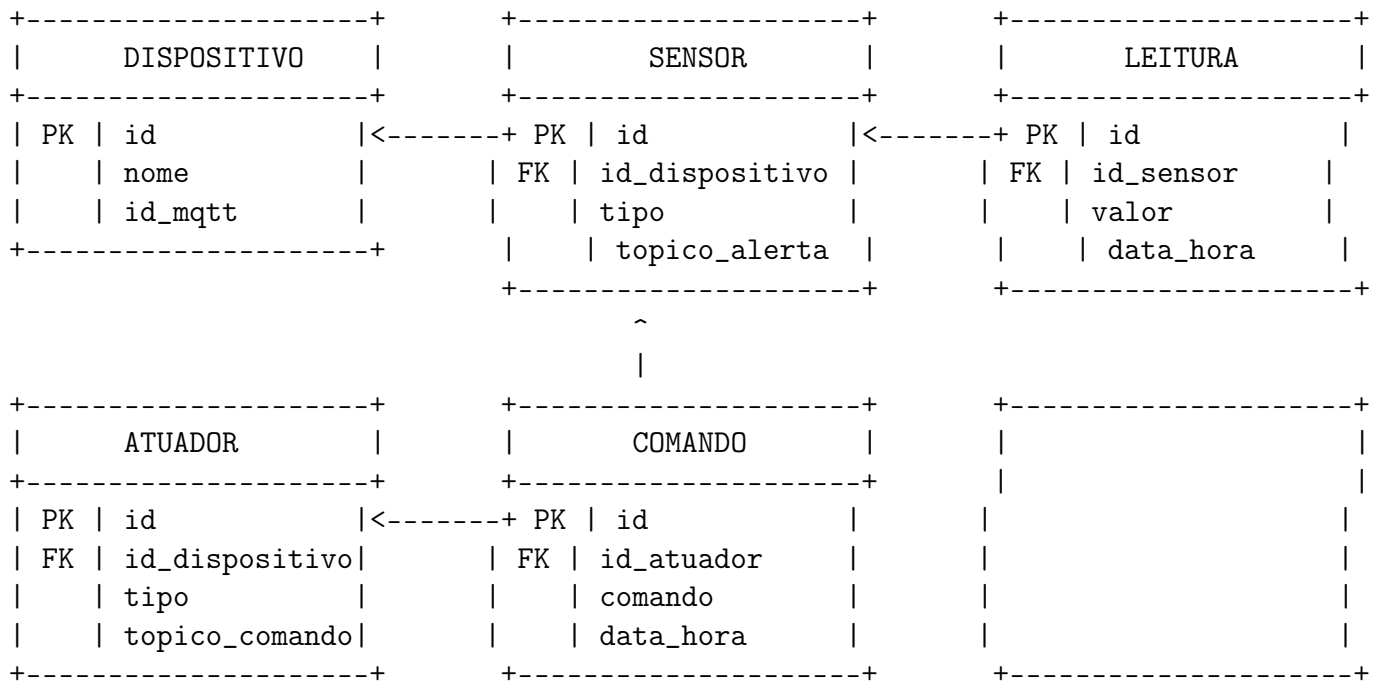 +---------------------+       +---------------------+       +---------------------+
|      DISPOSITIVO    |       |        SENSOR       |       |       LEITURA       |
+---------------------+       +---------------------+       +---------------------+
| PK | id             |<-------+ PK | id            |<-------+ PK | id            |
|    | nome           |       | FK | id_dispositivo |       | FK | id_sensor     |
|    | id_mqtt        |       |    | tipo           |       |    | valor         |
+---------------------+       |    | topico_alerta  |       |    | data_hora     |
                              +---------------------+       +---------------------+
                                      ^
                                      |
+---------------------+       +---------------------+       +---------------------+
|      ATUADOR        |       |       COMANDO       |       |                     |
+---------------------+       +---------------------+       |                     |
| PK | id             |<-------+ PK | id            |       |                     |
| FK | id_dispositivo|       | FK | id_atuador     |       |                     |
|    | tipo           |       |    | comando        |       |                     |
|    | topico_comando|       |    | data_hora      |       |                     |
+---------------------+       +---------------------+       +---------------------+